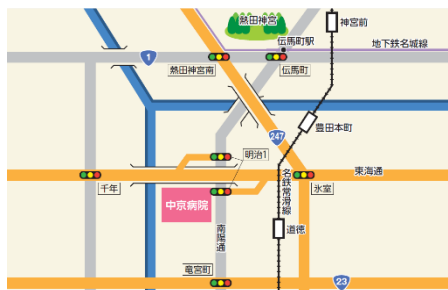 熱田神宮
神宮前
伝馬町駅
地下鉄名城線
1
熱田神宮南
伝馬町
豊田本町
247
明治1
名鉄常滑線
東海通
千年
氷室
中京病院
南陽通
道徳
竜宮町
23